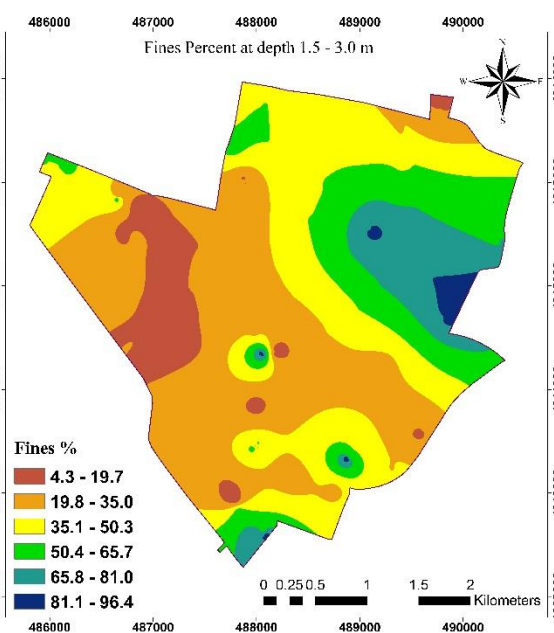 486000 487000 488000 489000 490000
Fines Percent at depth 1.5 - 3.0 m
N
W E
S
Fines %
4.3 - 19.7
19.8 - 35.0
35.1 - 50.3
50.4 - 65.7
65.8 - 81.0
81.1 - 96.4
0 0.25 0.5 1 1.5 2
Kilometers
486000 487000 488000 489000 490000